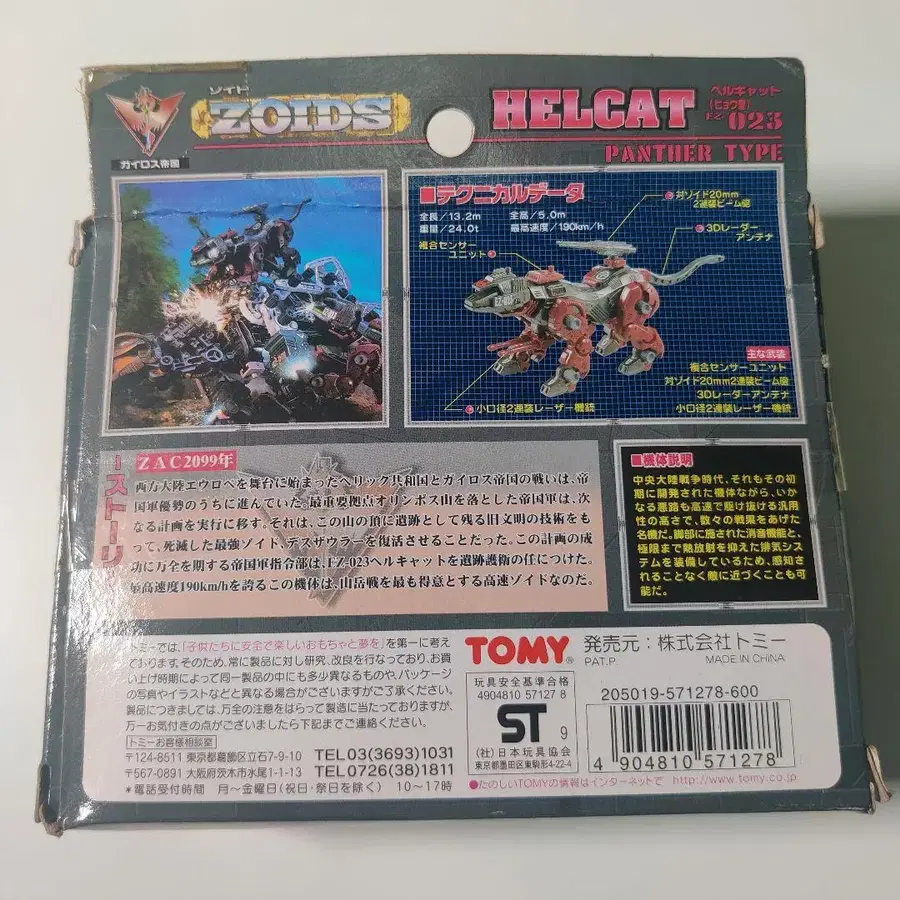 ソイド
ZOIDS
ガイロス帝国
HELCAT
ヘルキャット
(ヒョウ型)
EZ-023
PANTHER TYPE
■テクニカルデータ
全長/13.2m 全高/5.0m
重量/24.0t 最高速度/190km/h
複合センサー
ユニット
対ゾイド20mm
2連装ビーム砲
3Dレーダー
アンテナ
小口径2連装レーザー機銃
主な武装
複合センサーユニット
対ゾイド20mm2連装ビーム砲
3Dレーダーアンテナ
小口径2連装レーザー機銃
ストーリー
ZAC2099年
西方大陸エウロペを舞台に始まったヘリック共和国とガイロス帝国の戦いは、帝
国軍優勢のうちに進んでいた。最重要拠点オリンポス山を落とした帝国軍は、次
なる計画を実行に移す。それは、この山の頂に遺跡として残る旧文明の技術をも
って、死滅した最強ゾイド、デスザウラーを復活させることだった。この計画の成
功に万全を期する帝国軍指令部は、EZ-023ヘルキャットを遺跡護衛の任につけた。
最高速度190km/hを誇るこの機体は、山岳戦を最も得意とする高速ゾイドなのだ。
■機体説明
中央大陸戦争時代、それもその初
期に開発された機体ながら、いか
なる悪路も高速で駆け抜ける汎用
性の高さで、数々の戦果をあげた
名機だ。脚部に施された消音機能と、
極限まで熱放射を抑えた排気シス
テムを装備しているため、感知され
ることなく敵に近づくことも可
能だ。
トミーでは、「子供たちに安全で楽しいおもちゃと夢を」を第一に考え
ております。そのため、常に製品に対し研究、改良を行なっており、お買
い上げ時期によって同一製品の中にも多少異なるものや、パッケージ
の写真やイラストなどと異なる場合がございますがご了承ください。
製品につきましては、万全の注意をはらって製造に当たっておりますが、
万一お気付きの点がございましたら下記までご連絡ください。
トミーお客様相談室
〒124-8511 東京都葛飾区立石7-9-10 TEL03(3693)1031
〒567-0891 大阪府茨木市水尾1-1-13 TEL0726(38)1811
*電話受付時間 月〜金曜日(祝日・祭日を除く) 10〜17時
TOMY®
発売元:株式会社トミー
PAT.P. MADE IN CHINA
玩具安全基準合格
4904810 57127 8
ST 9
(社)日本玩具協会
東京都墨田区東駒形4-22-4
205019-571278-600
4 904810 571278
●たのしいTOMYの情報はインターネットで http://www.tomy.co.jp